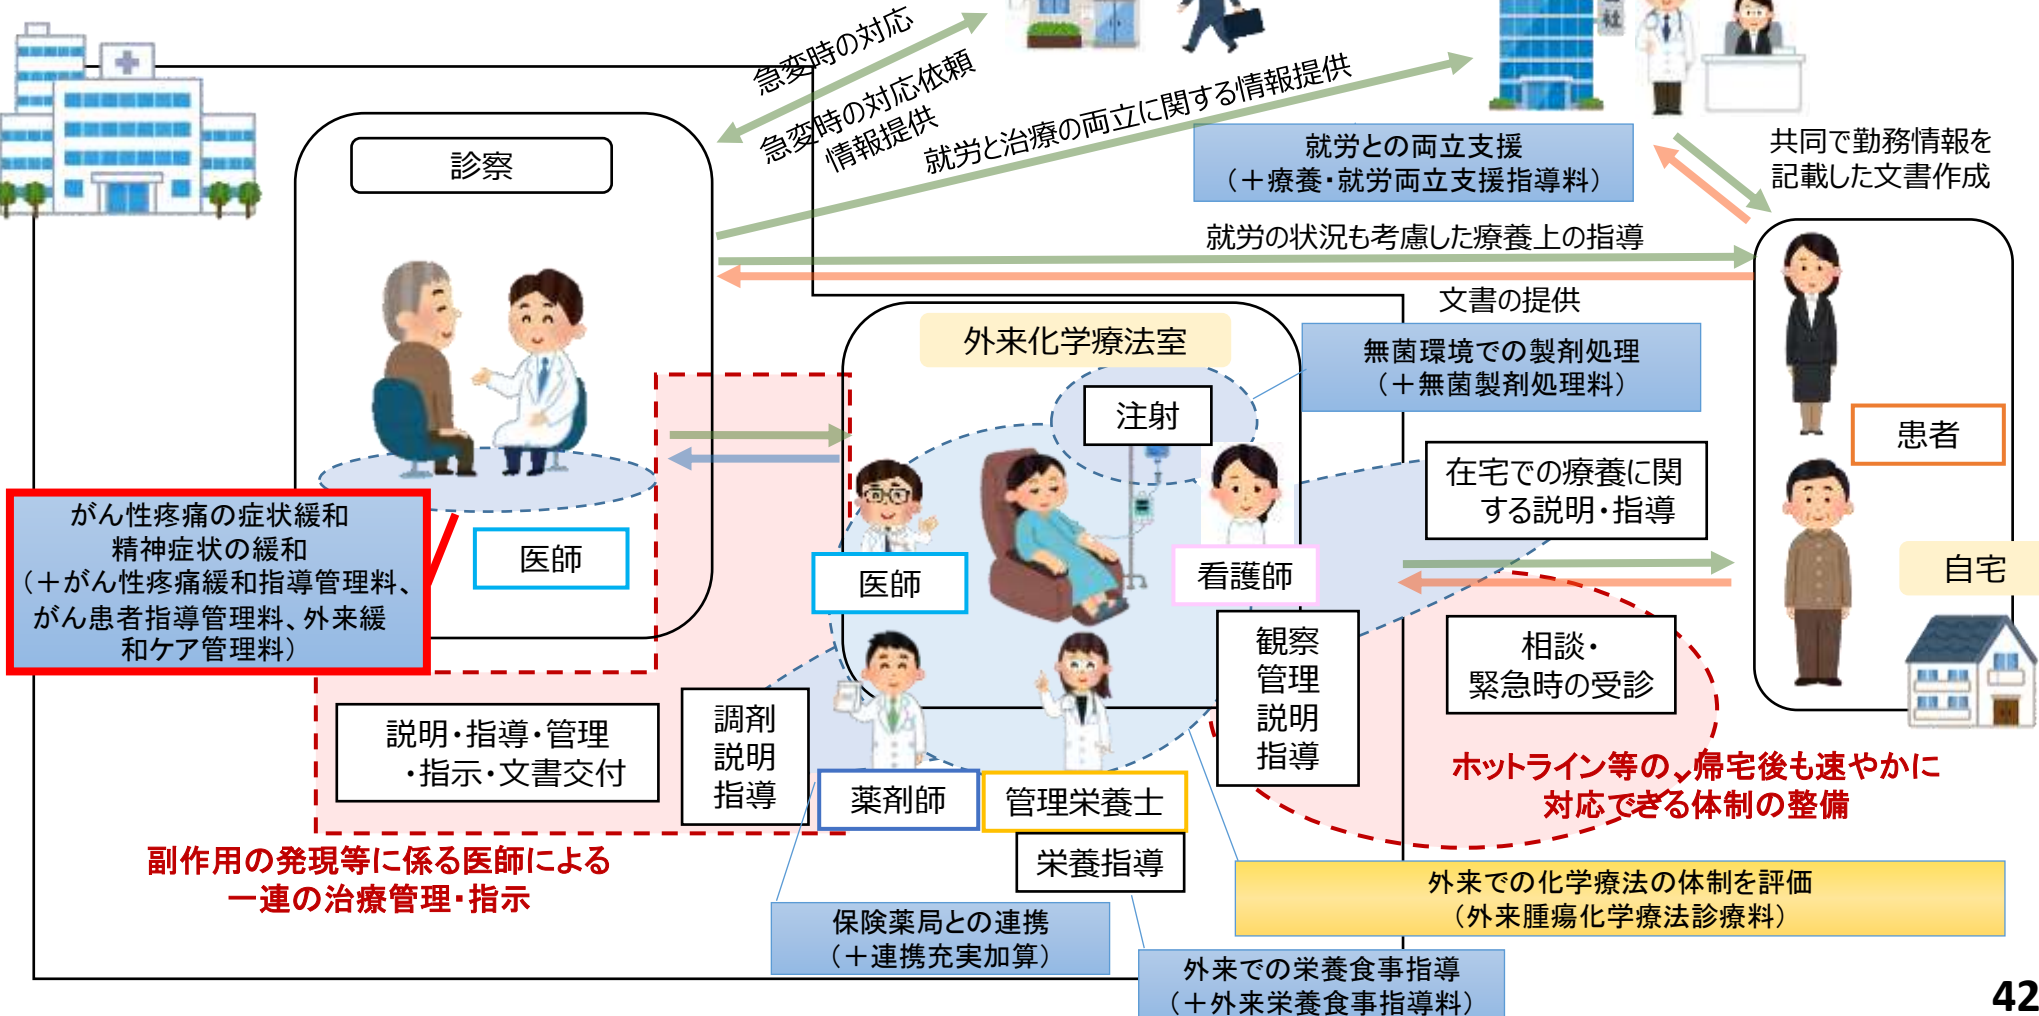 急変時の対応
急変時の対応依頼
情報提供
就労と治療の両立に関する情報提供
社
就労との両立支援
（＋療養・就労両立支援指導料）
共同で勤務情報を
記載した文書作成
診察
就労の状況も考慮した療養上の指導
文書の提供
外来化学療法室
無菌環境での製剤処理
（＋無菌製剤処理料）
注射
患者
在宅での療養に関
する説明・指導
がん性疼痛の症状緩和
精神症状の緩和
（＋がん性疼痛緩和指導管理料、
がん患者指導管理料、外来緩
和ケア管理料）
医師
医師
看護師
自宅
観察
管理
説明
指導
相談・
緊急時の受診
説明・指導・管理
・指示・文書交付
調剤
説明
指導
薬剤師
管理栄養士
栄養指導
ホットライン等の、帰宅後も速やかに
対応できる体制の整備
副作用の発現等に係る医師による
一連の治療管理・指示
外来での化学療法の体制を評価
（外来腫瘍化学療法診療料）
保険薬局との連携
（＋連携充実加算）
外来での栄養食事指導
（＋外来栄養食事指導料）
42